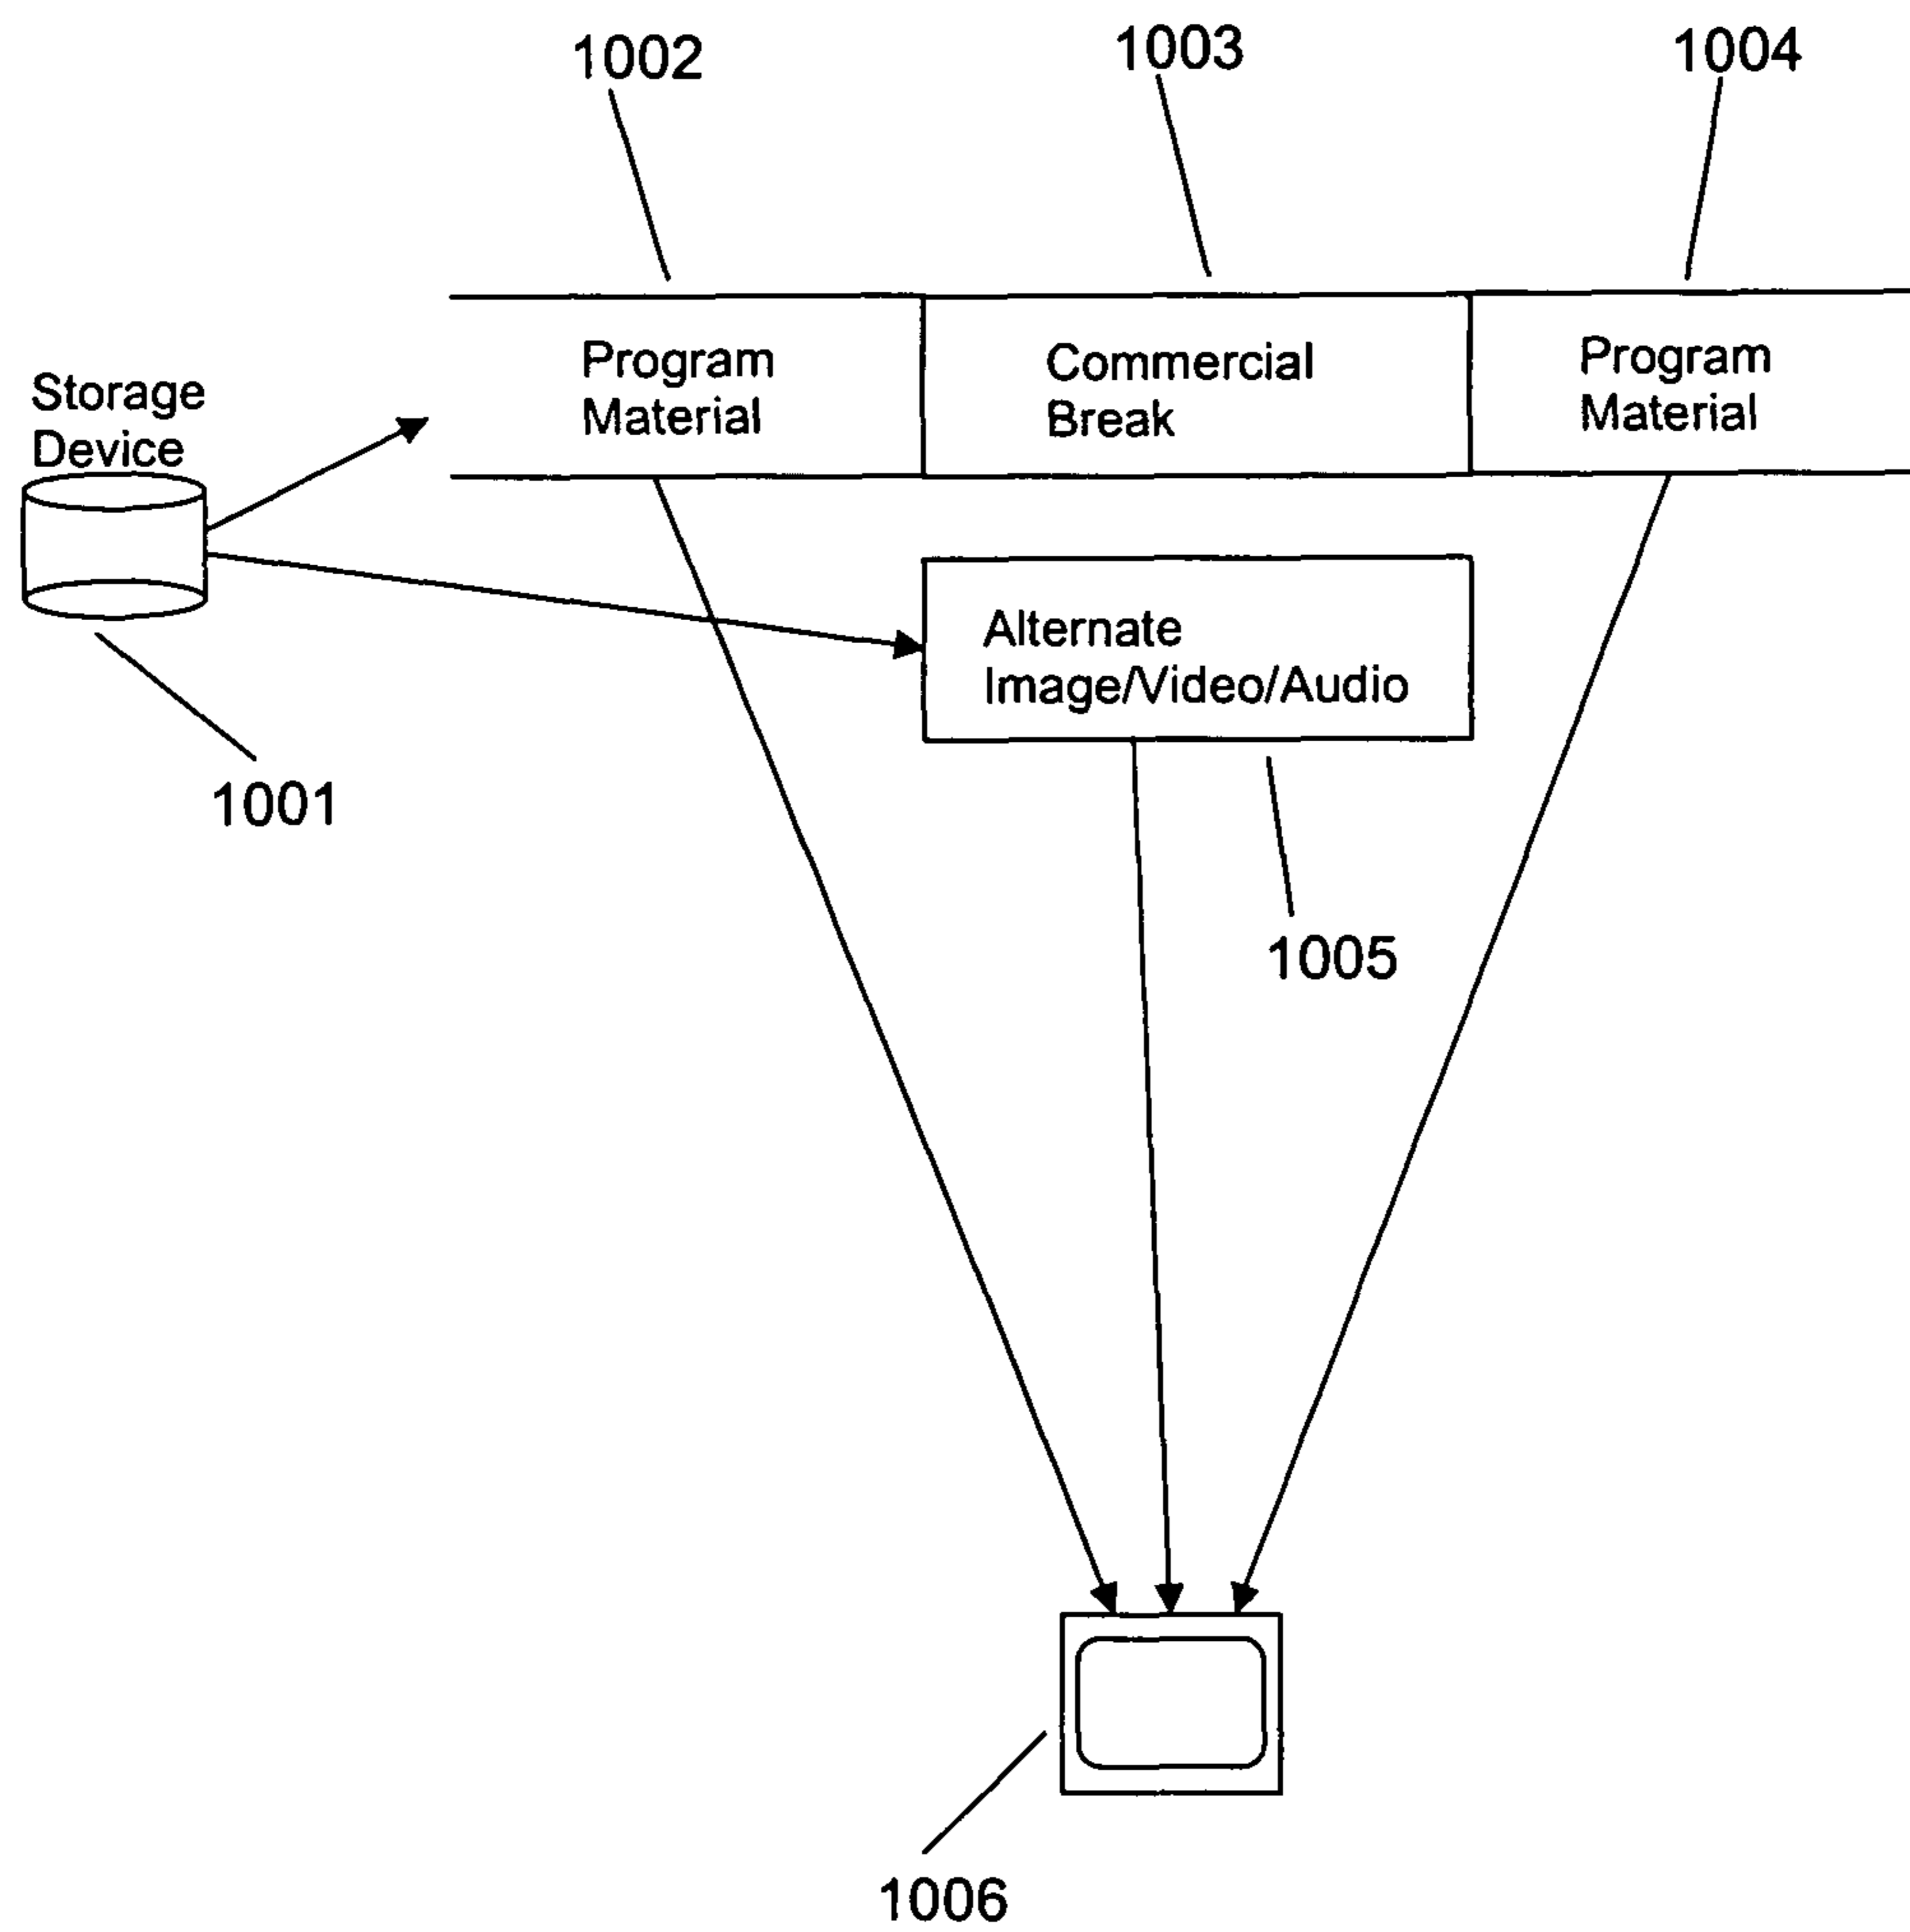 1002
1003
1004
Program
Material
Commercial
Break
Program
Material
Storage
Device
Alternate
Image/Video/Audio
1001
1005
1006